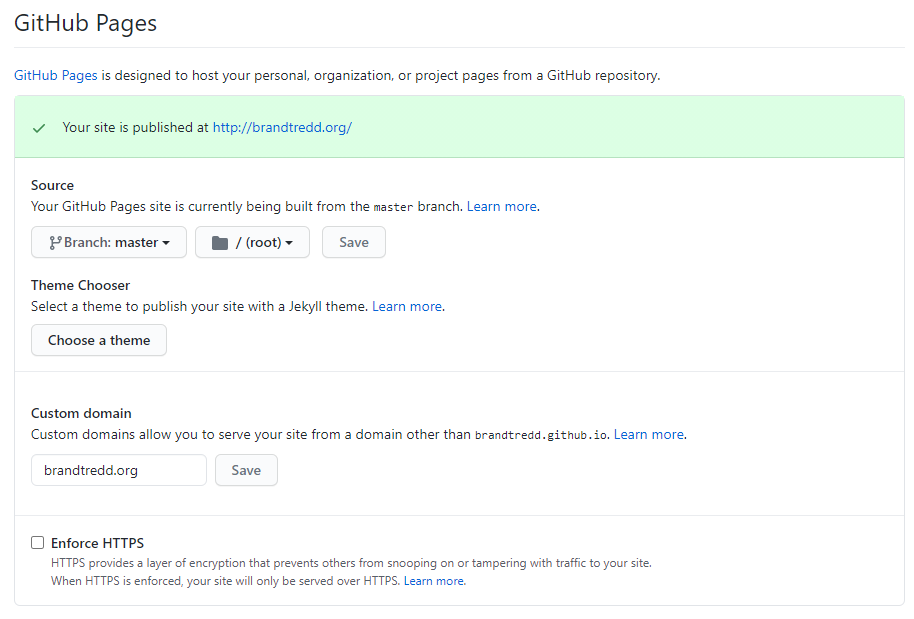 GitHub Pages
GitHub Pages is designed to host your personal, organization, or project pages from a GitHub repository.
Your site is published at http://brandtredd.org/
Source
Your GitHub Pages site is currently being built from the master branch. Learn more.
Branch: master / (root) Save
Theme Chooser
Select a theme to publish your site with a Jekyll theme. Learn more.
Choose a theme
Custom domain
Custom domains allow you to serve your site from a domain other than brandtredd.github.io. Learn more.
brandtredd.org Save
Enforce HTTPS
HTTPS provides a layer of encryption that prevents others from snooping on or tampering with traffic to your site.
When HTTPS is enforced, your site will only be served over HTTPS. Learn more.